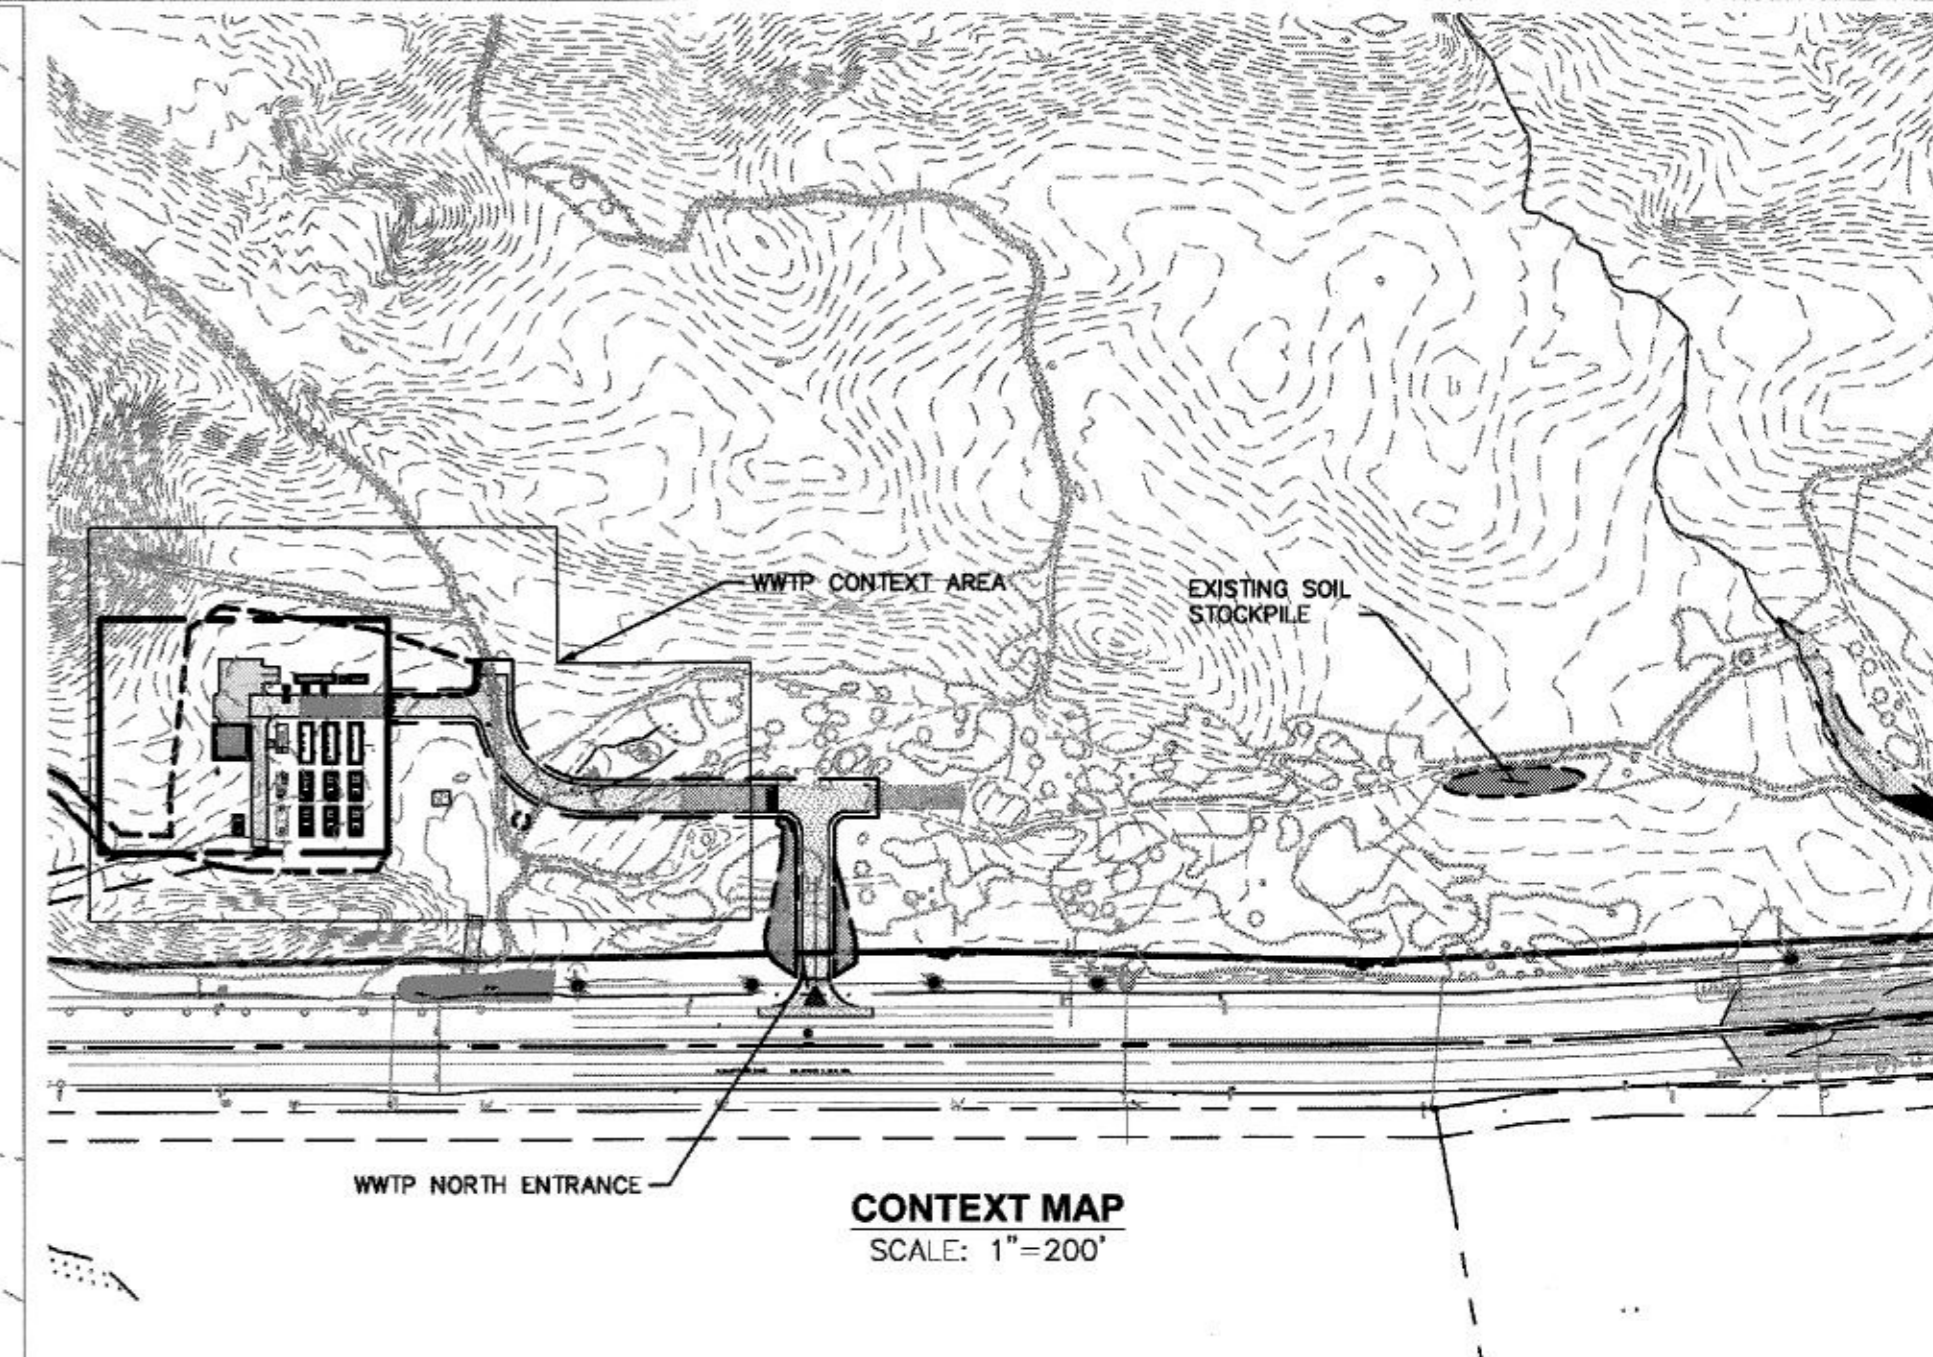 WWTP CONTEXT AREA
EXISTING SOIL
STOCKPILE
WWTP NORTH ENTRANCE
CONTEXT MAP
SCALE: 1"=200'